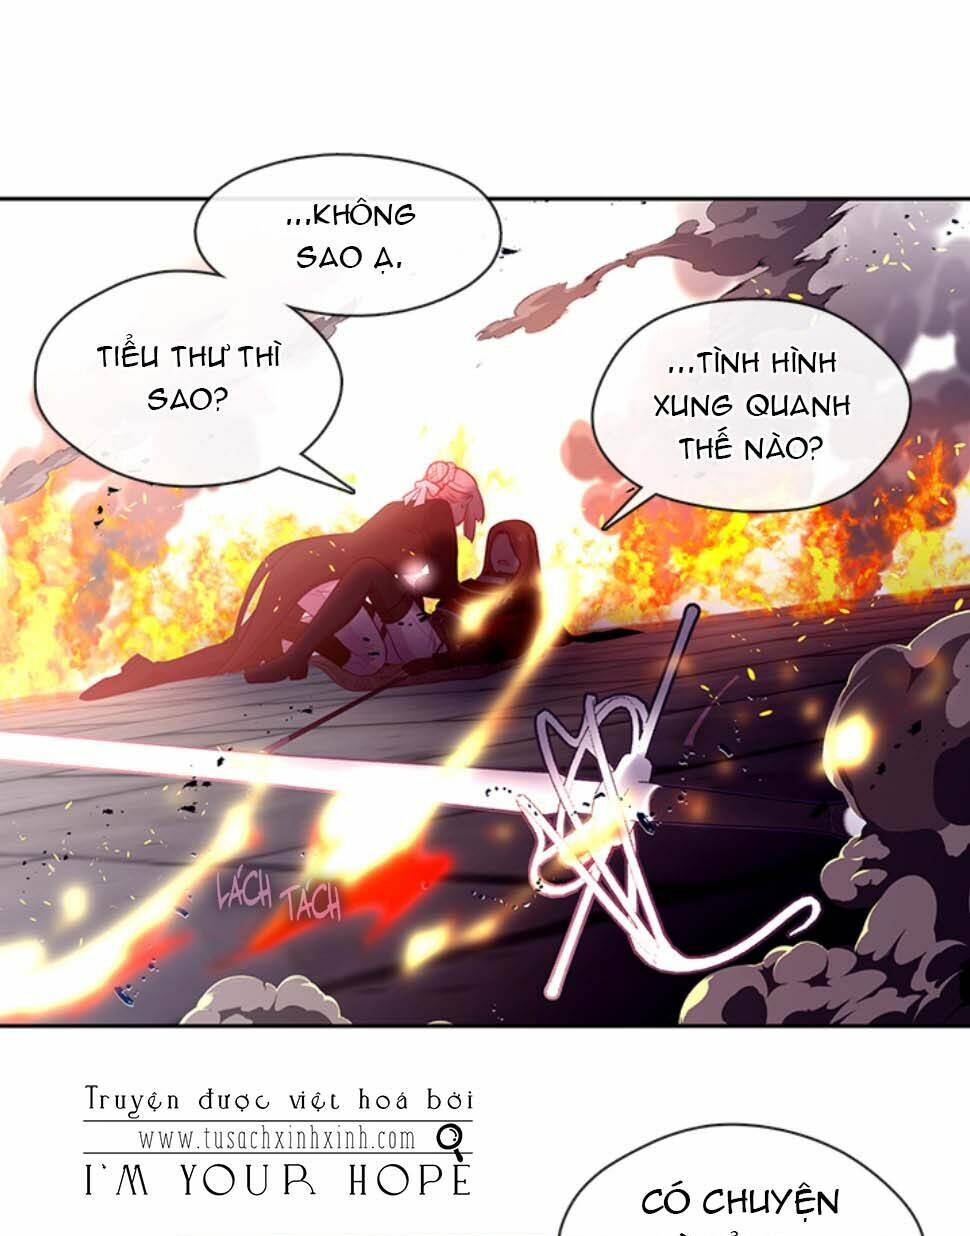 ...KHÔNG
SAO Ạ.
TIỂU THƯ THÌ
SAO?
...TÌNH HÌNH
XUNG QUANH
THẾ NÀO?
LÁCH
TÁCH
Truyện được việt hoá bởi
www.tusachxinhxinh.com
I'M YOUR HOPE
CÓ CHUYỆN